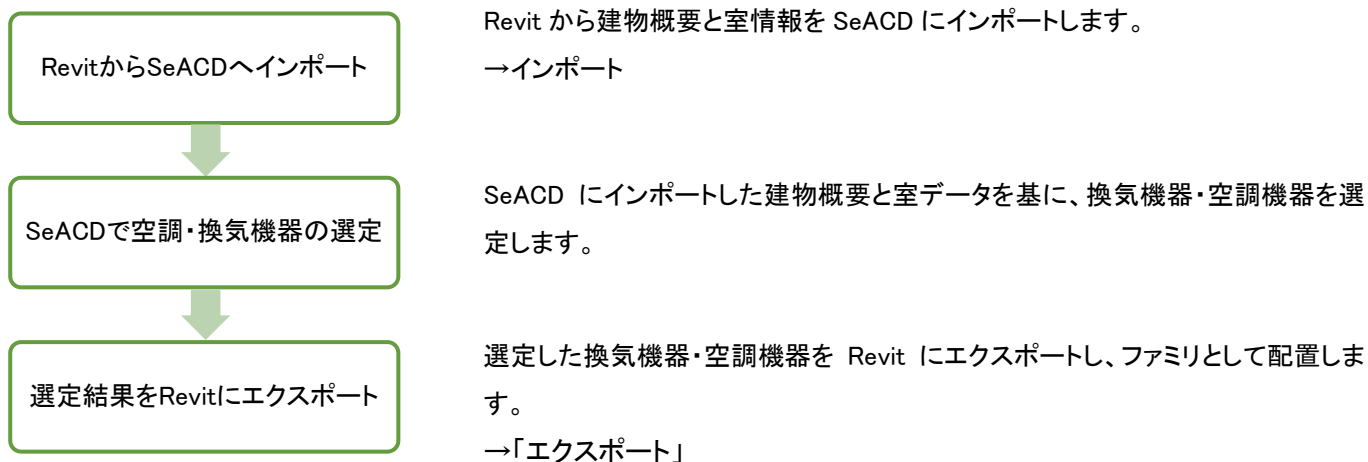 RevitからSeACDへインポート
Revit から建物概要と室情報を SeACD にインポートします。
→インポート
SeACDで空調・換気機器の選定
SeACD にインポートした建物概要と室データを基に、換気機器・空調機器を選
定します。
選定結果をRevitにエクスポート
選定した換気機器・空調機器を Revit にエクスポートし、ファミリとして配置しま
す。
→「エクスポート」